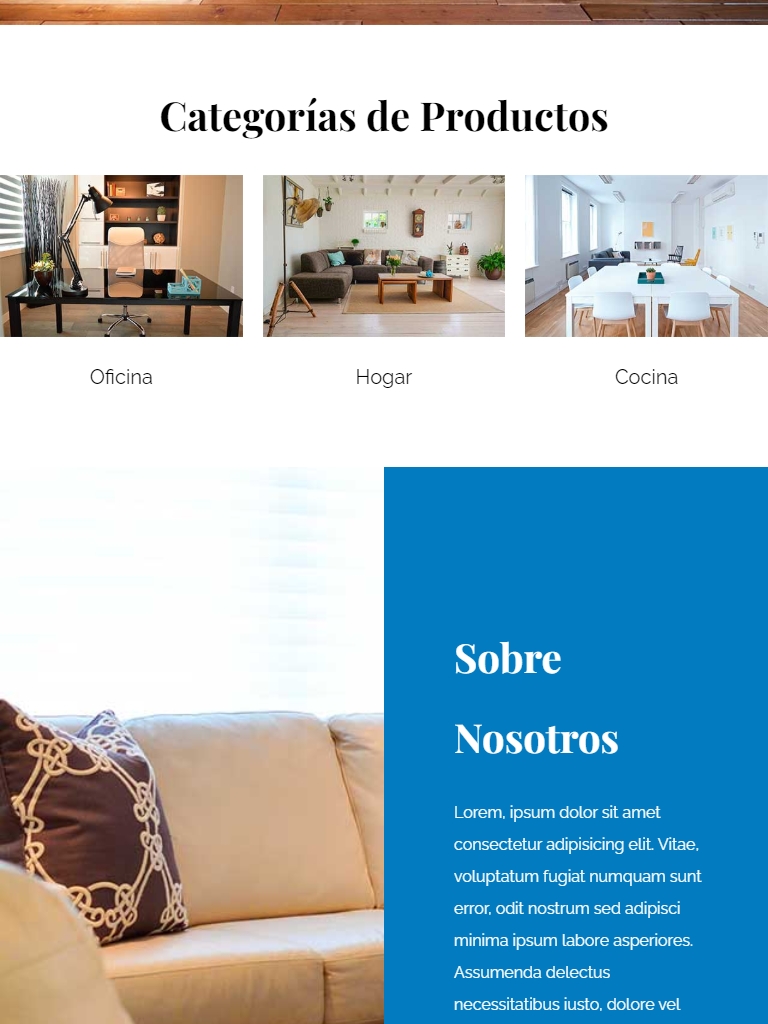 Categorías de Productos
Oficina
Hogar
Cocina
Sobre
Nosotros
Lorem, ipsum dolor sit amet
consectetur adipisicing elit. Vitae,
voluptatum fugiat numquam sunt
error, odit nostrum sed adipisci
minima ipsum labore asperiores.
Assumenda delectus
necessitatibus iusto, dolore vel